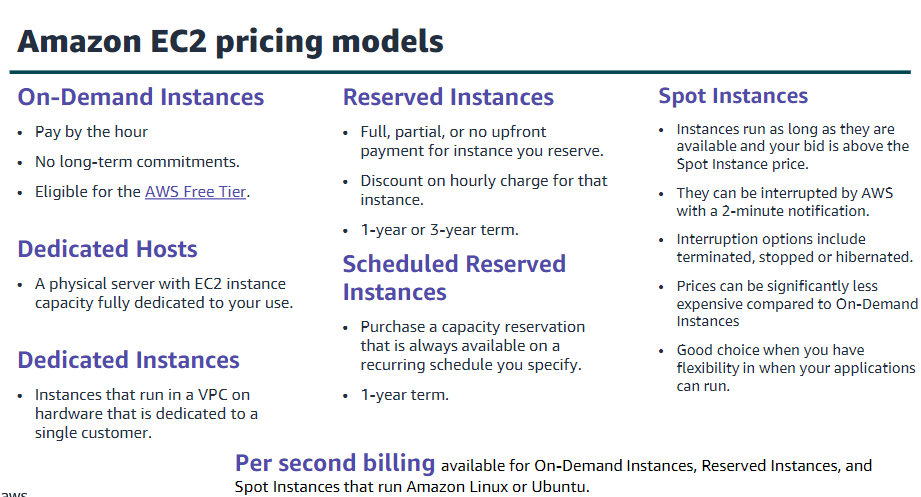 Amazon EC2 pricing models
On-Demand Instances
• Pay by the hour
• No long-term commitments.
• Eligible for the AWS Free Tier.
Dedicated Hosts
• A physical server with EC2 instance
capacity fully dedicated to your use.
Dedicated Instances
• Instances that run in a VPC on
hardware that is dedicated to a
single customer.
Reserved Instances
• Full, partial, or no upfront
payment for instance you reserve.
• Discount on hourly charge for that
instance.
• 1-year or 3-year term.
Scheduled Reserved
Instances
• Purchase a capacity reservation
that is always available on a
recurring schedule you specify.
• 1-year term.
Spot Instances
• Instances run as long as they are
available and your bid is above the
Spot Instance price.
• They can be interrupted by AWS
with a 2-minute notification.
• Interruption options include
terminated, stopped or hibernated.
• Prices can be significantly less
expensive compared to On-Demand
Instances
• Good choice when you have
flexibility in when your applications
can run.
Per second billing available for On-Demand Instances, Reserved Instances, and
Spot Instances that run Amazon Linux or Ubuntu.
aws